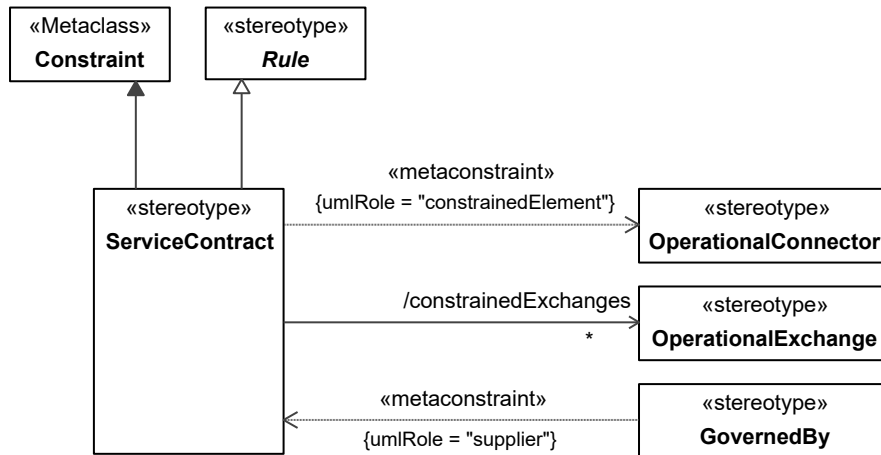 «Metaclass»
Constraint
«stereotype»
Rule
«stereotype»
ServiceContract
«metaconstraint»
{umlRole = "constrainedElement"}
«stereotype»
OperationalConnector
/constrainedExchanges
*
«stereotype»
OperationalExchange
«metaconstraint»
{umlRole = "supplier"}
«stereotype»
GovernedBy